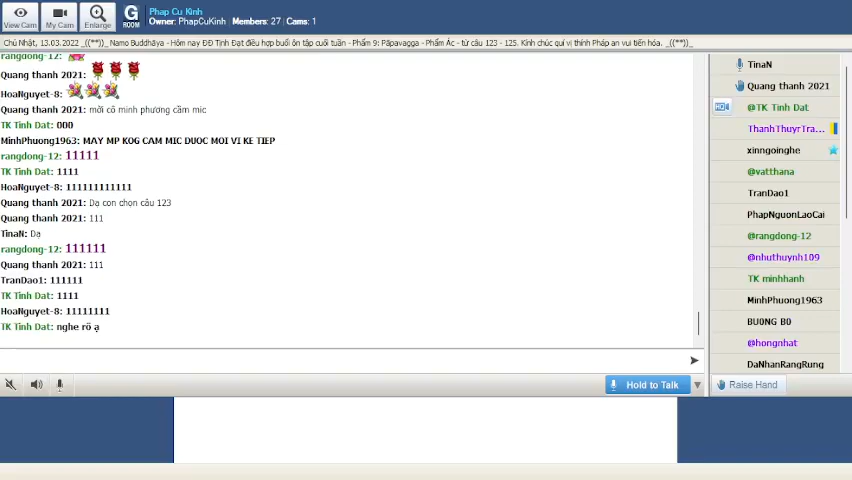 View Cam
My Cam
Enlarge
G ROOM
Phap Cu Kinh
Owner: PhapCuKinh Members: 27 | Cams: 1
Chủ Nhật, 13.03.2022 _((**))_ Namo Buddhāya - Hôm nay ĐĐ Tịnh Đạt điều hợp buổi ôn tập cuối tuần - Phẩm 9: Pāpavagga - Phẩm Ác - từ câu 123 - 125. Kính chúc quí vị thính Pháp an vui tiến hóa. _((**))_
rangdong-12:
Quang thanh 2021:
HoaNguyet-8:
Quang thanh 2021: mời cô minh phương cầm mic
TK Tinh Dat: 000
MinhPhuong1963: MAY MP KOG CAM MIC DUOC MOI VI KE TIEP
rangdong-12: 11111
TK Tinh Dat: 1111
HoaNguyet-8: 111111111111
Quang thanh 2021: Dạ con chọn câu 123
Quang thanh 2021: 111
TinaN: Dạ
rangdong-12: 111111
Quang thanh 2021: 111
TranDao1: 111111
TK Tinh Dat: 1111
HoaNguyet-8: 11111111
TK Tinh Dat: nghe rõ ạ
Hold to Talk
TinaN
Quang thanh 2021
HD
@TK Tinh Dat
ThanhThuyrTra...
xinngoinghe
@vatthana
TranDao1
PhapNguonLaoCai
@rangdong-12
@nhuthuynh109
TK minhhanh
MinhPhuong1963
BU0NG B0
@hongnhat
DaNhanRangRung
Raise Hand